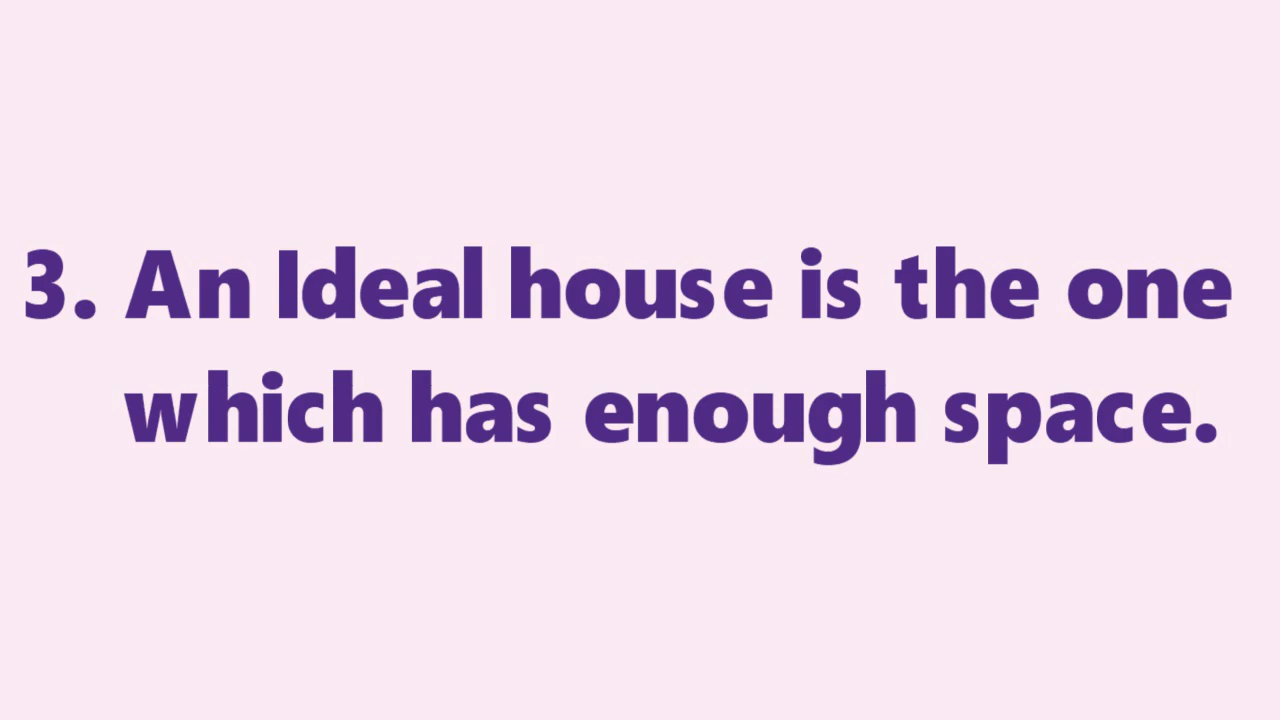 3. An Ideal house is the one
which has enough space.